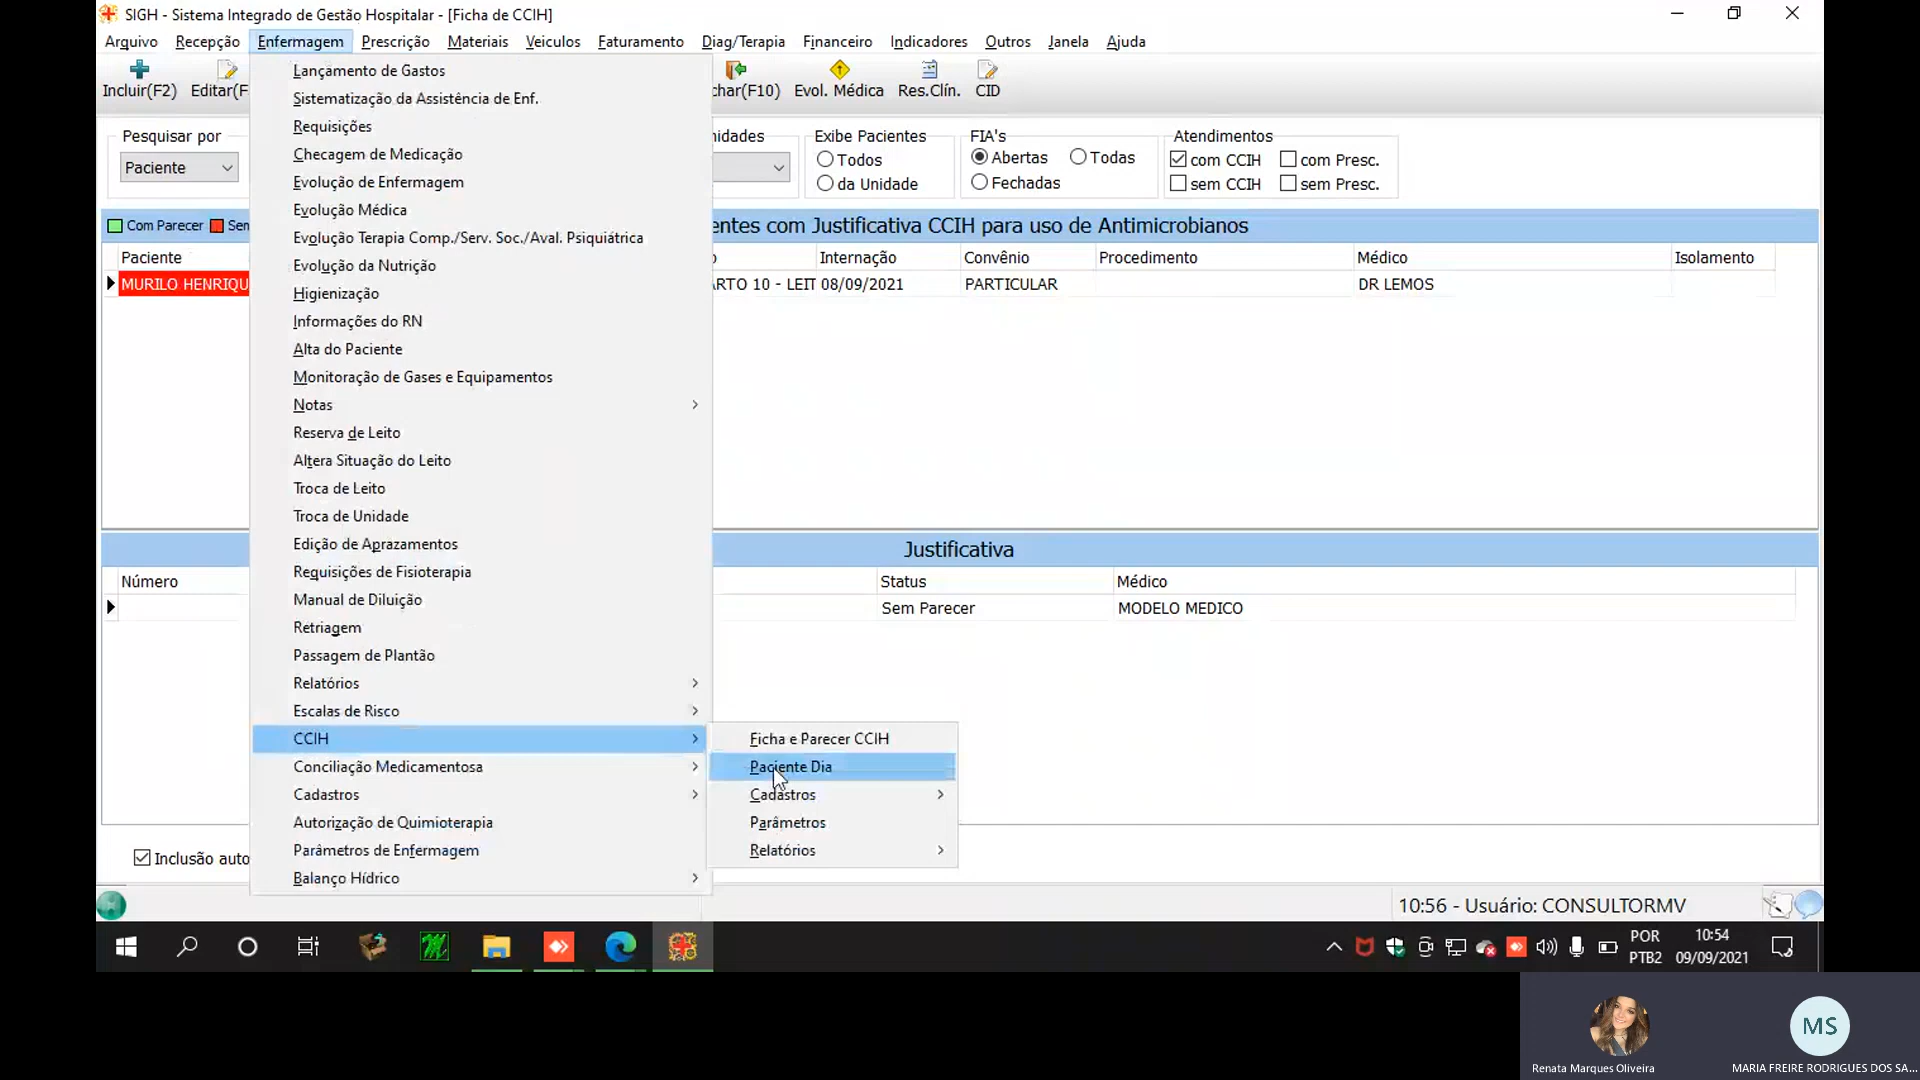 SIGH - Sistema Integrado de Gestão Hospitalar - [Ficha de CCIH]
Arquivo Recepção Enfermagem Prescrição Materiais Veiculos Faturamento Diag/Terapia Financeiro Indicadores Outros Janela Ajuda
Incluir(F2) Editar(F char(F10) Evol. Médica Res.Clín. CID
Lançamento de Gastos
Sistematização da Assistência de Enf.
Requisições
Checagem de Medicação
Evolução de Enfermagem
Evolução Médica
Evolução Terapia Comp./Serv. Soc./Aval. Psiquiátrica
Evolução da Nutrição
Higienização
Informações do RN
Alta do Paciente
Monitoração de Gases e Equipamentos
Notas
Reserva de Leito
Altera Situação do Leito
Troca de Leito
Troca de Unidade
Edição de Aprazamentos
Requisições de Fisioterapia
Manual de Diluição
Retriagem
Passagem de Plantão
Relatórios
Escalas de Risco
CCIH
Conciliação Medicamentosa
Cadastros
Autorização de Quimioterapia
Parâmetros de Enfermagem
Balanço Hídrico
Ficha e Parecer CCIH
Paciente Dia
Cadastros
Parâmetros
Relatórios
Pesquisar por
Paciente
nidades
Exibe Pacientes
Todos
da Unidade
FIA's
Abertas Todas
Fechadas
Atendimentos
com CCIH com Presc.
sem CCIH sem Presc.
Com Parecer Sen
entes com Justificativa CCIH para uso de Antimicrobianos
Paciente Internação Convênio Procedimento Médico Isolamento
MURILO HENRIQU ARTO 10 - LEIT 08/09/2021 PARTICULAR DR LEMOS
Justificativa
Número Status Médico
Sem Parecer MODELO MEDICO
Inclusão auto
10:56 - Usuário: CONSULTORMV
POR
PTB2
10:54
09/09/2021
MS
Renata Marques Oliveira
MARIA FREIRE RODRIGUES DOS SA...